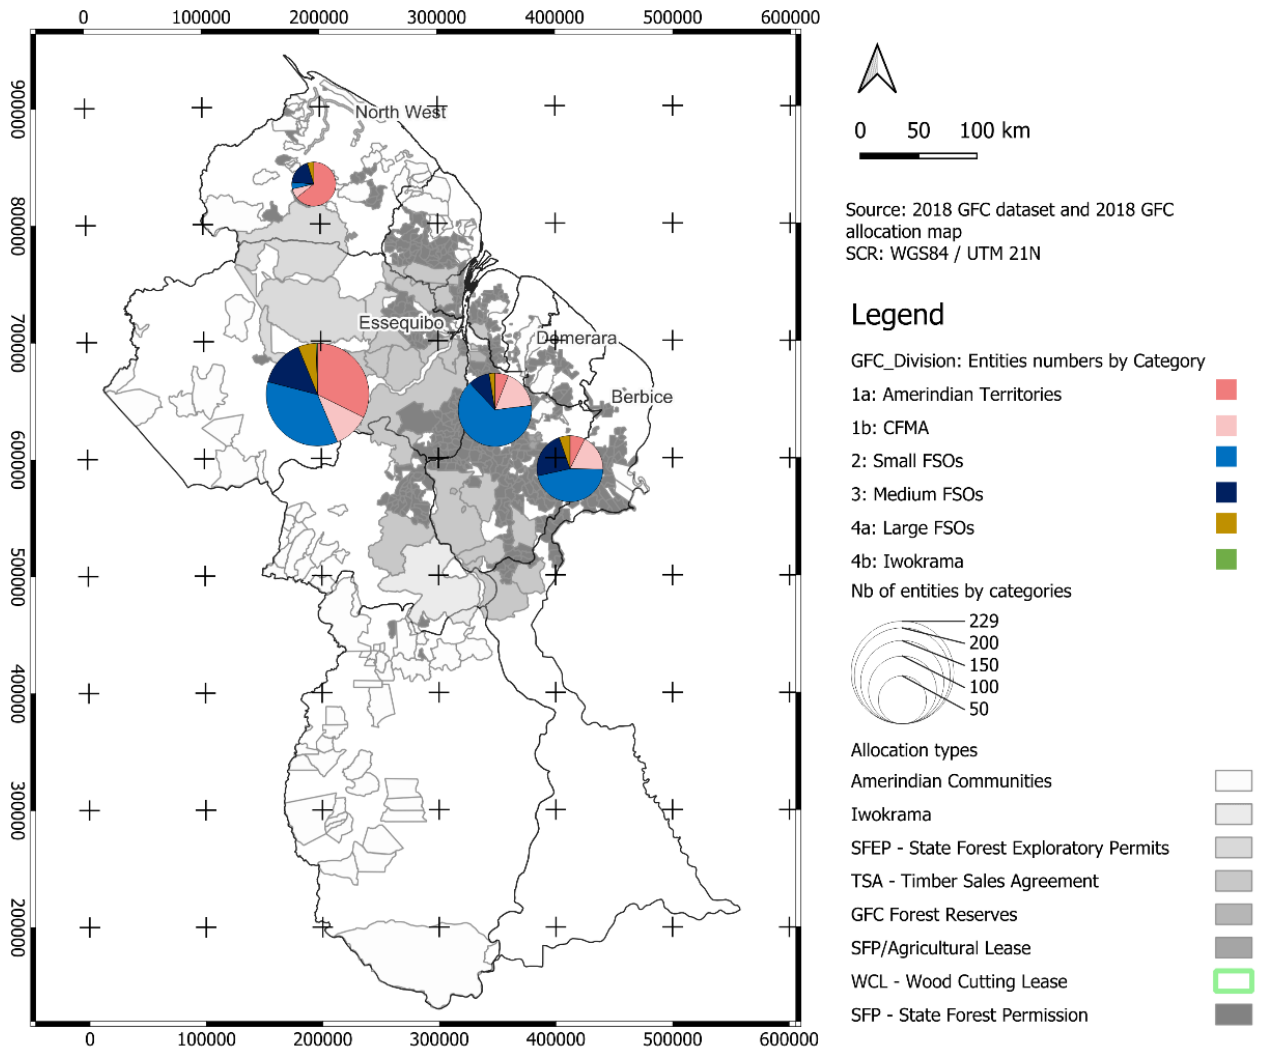 0 100000 200000 300000 400000 500000 600000
900000
800000
700000
600000
500000
400000
300000
200000
North West
Essequibo
Demerara
Berbice
0 100000 200000 300000 400000 500000 600000
0 50 100 km
Source: 2018 GFC dataset and 2018 GFC
allocation map
SCR: WGS84 / UTM 21N
Legend
GFC_Division: Entities numbers by Category
1a: Amerindian Territories
1b: CFMA
2: Small FSOs
3: Medium FSOs
4a: Large FSOs
4b: Iwokrama
Nb of entities by categories
229
200
150
100
50
Allocation types
Amerindian Communities
Iwokrama
SFEP - State Forest Exploratory Permits
TSA - Timber Sales Agreement
GFC Forest Reserves
SFP/Agricultural Lease
WCL - Wood Cutting Lease
SFP - State Forest Permission